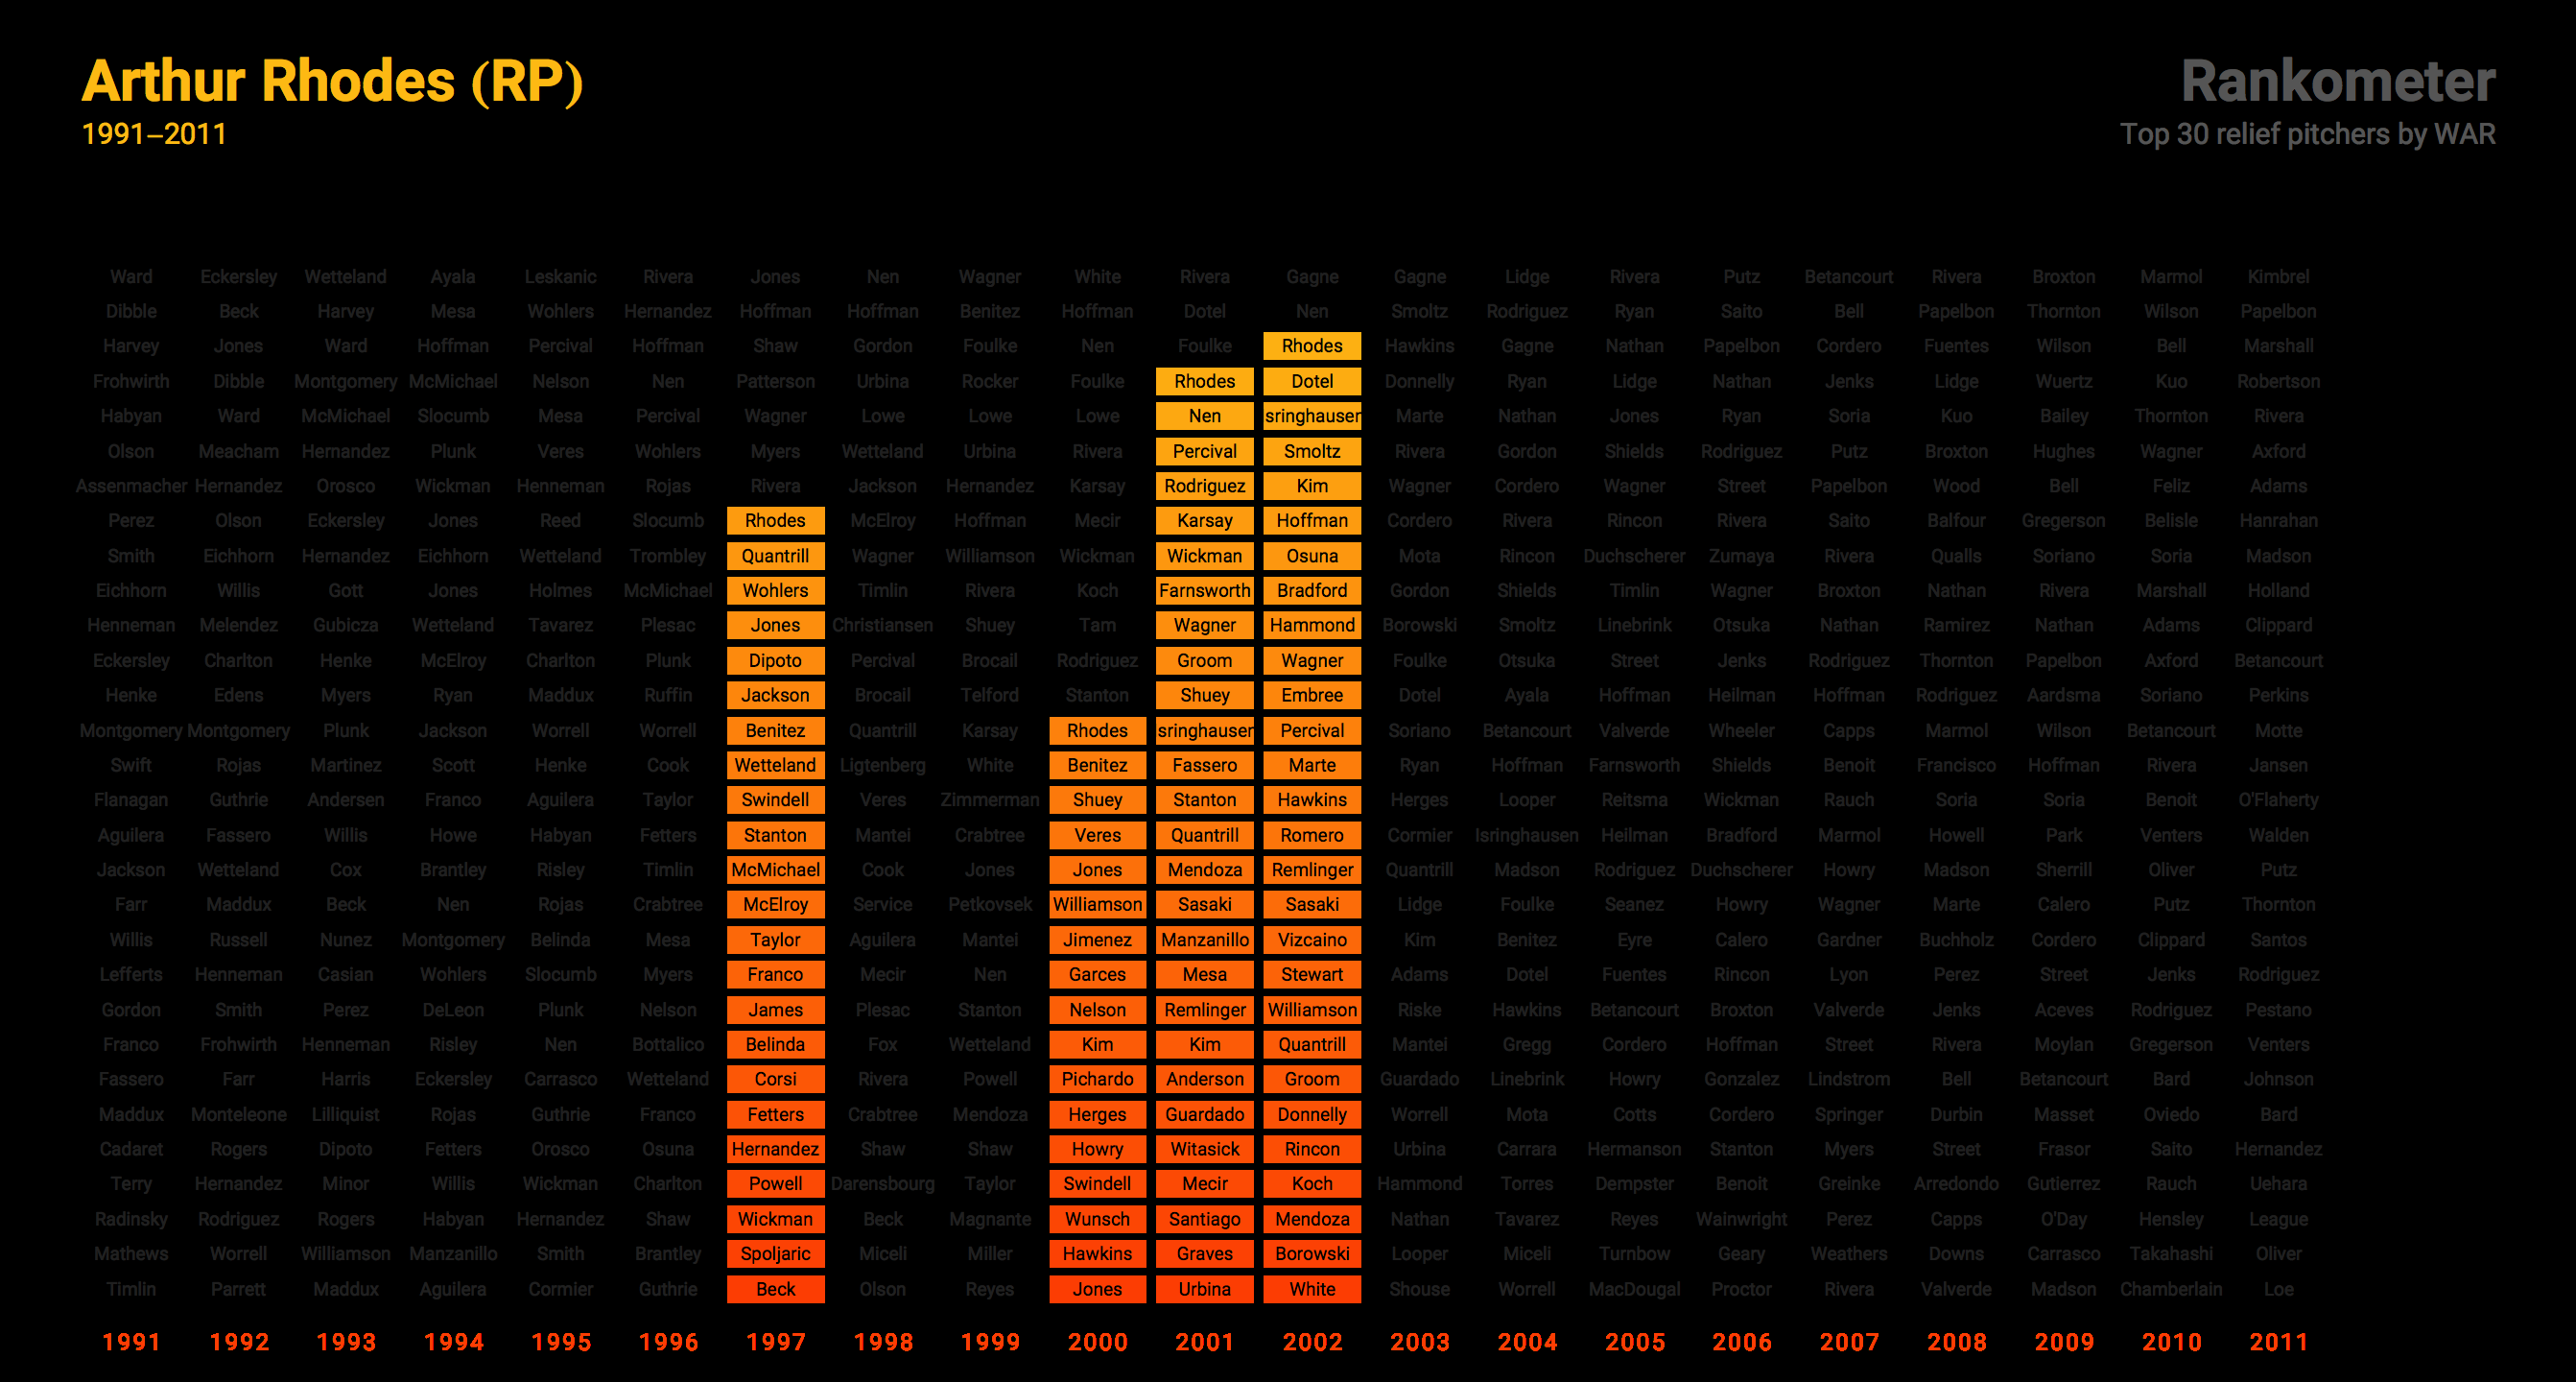 Arthur Rhodes (RP)
1991–2011
Rankometer
Top 30 relief pitchers by WAR
Ward Eckersley Wetteland Ayala Leskanic Rivera Jones Nen Wagner White Rivera Gagne Gagne Lidge Rivera Putz Betancourt Rivera Broxton Marmol Kimbrel
Dibble Beck Harvey Mesa Wohlers Hernandez Hoffman Hoffman Benitez Hoffman Dotel Nen Smoltz Rodriguez Ryan Saito Bell Papelbon Thornton Wilson Papelbon
Harvey Jones Ward Hoffman Percival Hoffman Shaw Gordon Foulke Nen Foulke Rhodes Hawkins Gagne Nathan Papelbon Cordero Fuentes Wilson Bell Marshall
Frohwirth Dibble Montgomery McMichael Nelson Nen Patterson Urbina Rocker Foulke Rhodes Dotel Donnelly Ryan Lidge Nathan Jenks Lidge Wuertz Kuo Robertson
Habyan Ward McMichael Slocumb Mesa Percival Wagner Lowe Lowe Lowe Nen sringhauser Marte Nathan Jones Ryan Soria Kuo Bailey Thornton Rivera
Olson Meacham Hernandez Plunk Veres Wohlers Myers Wetteland Urbina Rivera Percival Smoltz Rivera Gordon Shields Rodriguez Putz Broxton Hughes Wagner Axford
Assenmacher Hernandez Orosco Wickman Henneman Rojas Rivera Jackson Hernandez Karsay Rodriguez Kim Wagner Cordero Wagner Street Papelbon Wood Bell Feliz Adams
Perez Olson Eckersley Jones Reed Slocumb Rhodes McElroy Hoffman Mecir Karsay Hoffman Cordero Rivera Rincon Rivera Saito Balfour Gregerson Belisle Hanrahan
Smith Eichhorn Hernandez Eichhorn Wetteland Trombley Quantrill Wagner Williamson Wickman Wickman Osuna Mota Rincon Duchscherer Zumaya Rivera Qualls Soriano Soria Madson
Eichhorn Willis Gott Jones Holmes McMichael Wohlers Timlin Rivera Koch Farnsworth Bradford Gordon Shields Timlin Wagner Broxton Nathan Rivera Marshall Holland
Henneman Melendez Gubicza Wetteland Tavarez Plesac Jones Christiansen Shuey Tam Wagner Hammond Borowski Smoltz Linebrink Otsuka Nathan Ramirez Nathan Adams Clippard
Eckersley Charlton Henke McElroy Charlton Plunk Dipoto Percival Brocail Rodriguez Groom Wagner Foulke Otsuka Street Jenks Rodriguez Thornton Papelbon Axford Betancourt
Henke Edens Myers Ryan Maddux Ruffin Jackson Brocail Telford Stanton Shuey Embree Dotel Ayala Hoffman Heilman Hoffman Rodriguez Aardsma Soriano Perkins
Montgomery Montgomery Plunk Jackson Worrell Worrell Benitez Quantrill Karsay Rhodes sringhauser Percival Soriano Betancourt Valverde Wheeler Capps Marmol Wilson Betancourt Motte
Swift Rojas Martinez Scott Henke Cook Wetteland Ligtenberg White Benitez Fassero Marte Ryan Hoffman Farnsworth Shields Benoit Francisco Hoffman Rivera Jansen
Flanagan Guthrie Andersen Franco Aguilera Taylor Swindell Veres Zimmerman Shuey Stanton Hawkins Herges Looper Reitsma Wickman Rauch Soria Soria Benoit O'Flaherty
Aguilera Fassero Willis Howe Habyan Fetters Stanton Mantei Crabtree Veres Quantrill Romero Cormier Isringhausen Heilman Bradford Marmol Howell Park Venters Walden
Jackson Wetteland Cox Brantley Risley Timlin McMichael Cook Jones Jones Mendoza Remlinger Quantrill Madson Rodriguez Duchscherer Howry Madson Sherrill Oliver Putz
Farr Maddux Beck Nen Rojas Crabtree McElroy Service Petkovsek Williamson Sasaki Sasaki Lidge Foulke Seanez Howry Wagner Marte Calero Putz Thornton
Willis Russell Nunez Montgomery Belinda Mesa Taylor Aguilera Mantei Jimenez Manzanillo Vizcaino Kim Benitez Eyre Calero Gardner Buchholz Cordero Clippard Santos
Lefferts Henneman Casian Wohlers Slocumb Myers Franco Mecir Nen Garces Mesa Stewart Adams Dotel Fuentes Rincon Lyon Perez Street Jenks Rodriguez
Gordon Smith Perez DeLeon Plunk Nelson James Plesac Stanton Nelson Remlinger Williamson Riske Hawkins Betancourt Broxton Valverde Jenks Aceves Rodriguez Pestano
Franco Frohwirth Henneman Risley Nen Bottalico Belinda Fox Wetteland Kim Kim Quantrill Mantei Gregg Cordero Hoffman Street Rivera Moylan Gregerson Venters
Fassero Farr Harris Eckersley Carrasco Wetteland Corsi Rivera Powell Pichardo Anderson Groom Guardado Linebrink Howry Gonzalez Lindstrom Bell Betancourt Bard Johnson
Maddux Monteleone Lilliquist Rojas Guthrie Franco Fetters Crabtree Mendoza Herges Guardado Donnelly Worrell Mota Cotts Cordero Springer Durbin Masset Oviedo Bard
Cadaret Rogers Dipoto Fetters Orosco Osuna Hernandez Shaw Shaw Howry Witasick Rincon Urbina Carrara Hermanson Stanton Myers Street Frasor Saito Hernandez
Terry Hernandez Minor Willis Wickman Charlton Powell Darensbourg Taylor Swindell Mecir Koch Hammond Torres Dempster Benoit Greinke Arredondo Gutierrez Rauch Uehara
Radinsky Rodriguez Rogers Habyan Hernandez Shaw Wickman Beck Magnante Wunsch Santiago Mendoza Nathan Tavarez Reyes Wainwright Perez Capps O'Day Hensley League
Mathews Worrell Williamson Manzanillo Smith Brantley Spoljaric Miceli Miller Hawkins Graves Borowski Looper Miceli Turnbow Geary Weathers Downs Carrasco Takahashi Oliver
Timlin Parrett Maddux Aguilera Cormier Guthrie Beck Olson Reyes Jones Urbina White Shouse Worrell MacDougal Proctor Rivera Valverde Madson Chamberlain Loe
1991 1992 1993 1994 1995 1996 1997 1998 1999 2000 2001 2002 2003 2004 2005 2006 2007 2008 2009 2010 2011